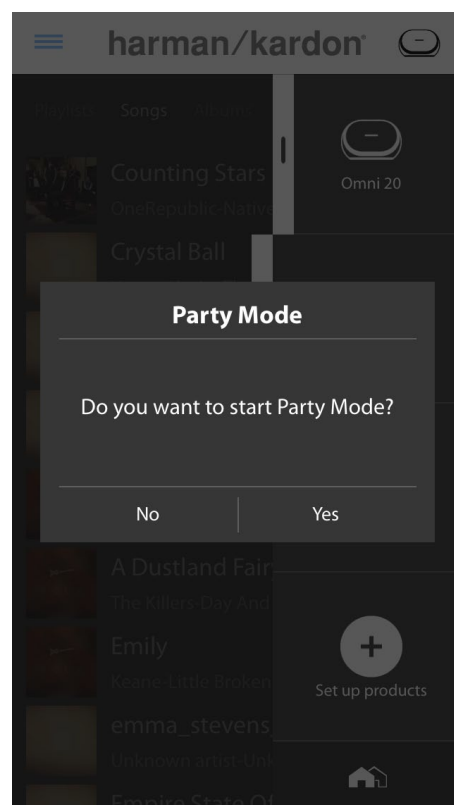 harman/kardon®
Playlists Songs Albums
Omni 20
Counting Stars
OneRepublic-Native
Crystal Ball
Party Mode
Do you want to start Party Mode?
No
Yes
A Dustland Fair
The Killers-Day And
Emily
Keane-Little Broken
Set up products
emma_stevens
Unknown artist-Unk
Empire State Of